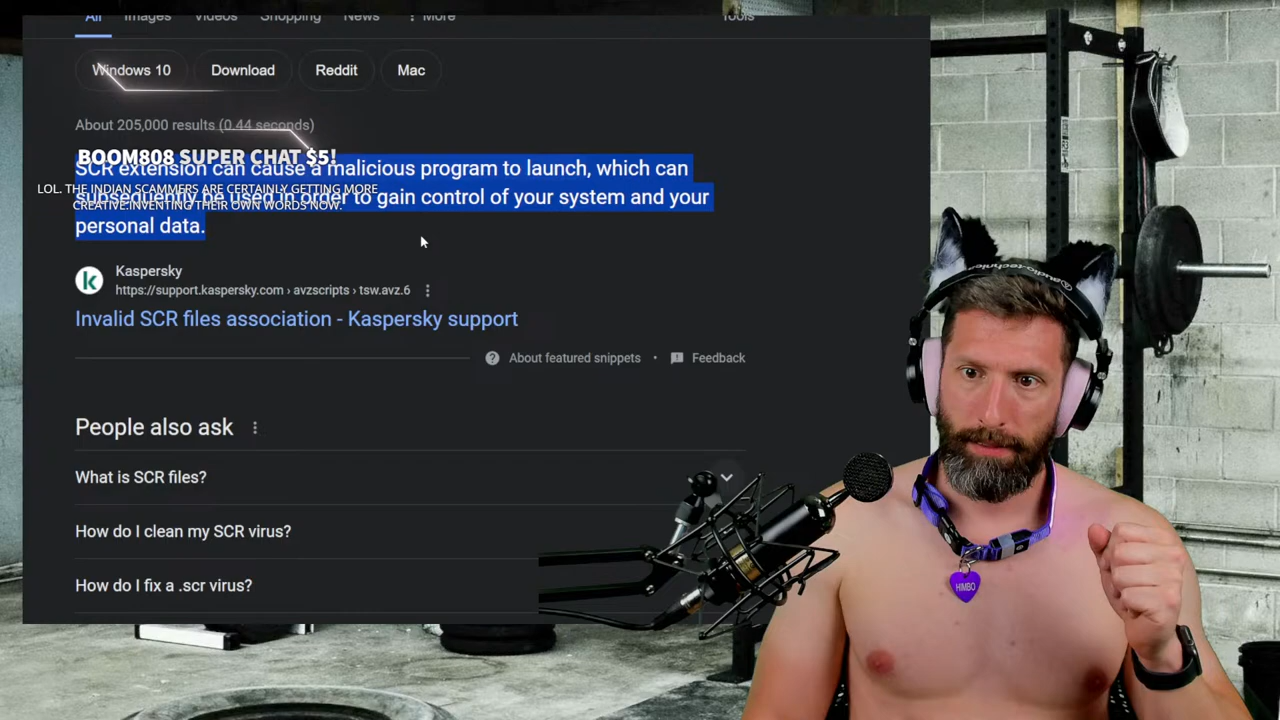 All Images Videos Shopping News More Tools
Windows 10 Download Reddit Mac
About 205,000 results (0.44 seconds)
BOOM808 SUPER CHAT $5!
LOL. THE INDIAN SCAMMERS ARE CERTAINLY GETTING MORE
CREATIVE.INVENTING THEIR OWN WORDS NOW.
SCR extension can cause a malicious program to launch, which can
subsequently be used in order to gain control of your system and your
personal data.
Kaspersky
https://support.kaspersky.com › avzscripts › tsw.avz.6
Invalid SCR files association - Kaspersky support
About featured snippets • Feedback
People also ask
What is SCR files?
How do I clean my SCR virus?
How do I fix a .scr virus?
audio-technica
HIMBO